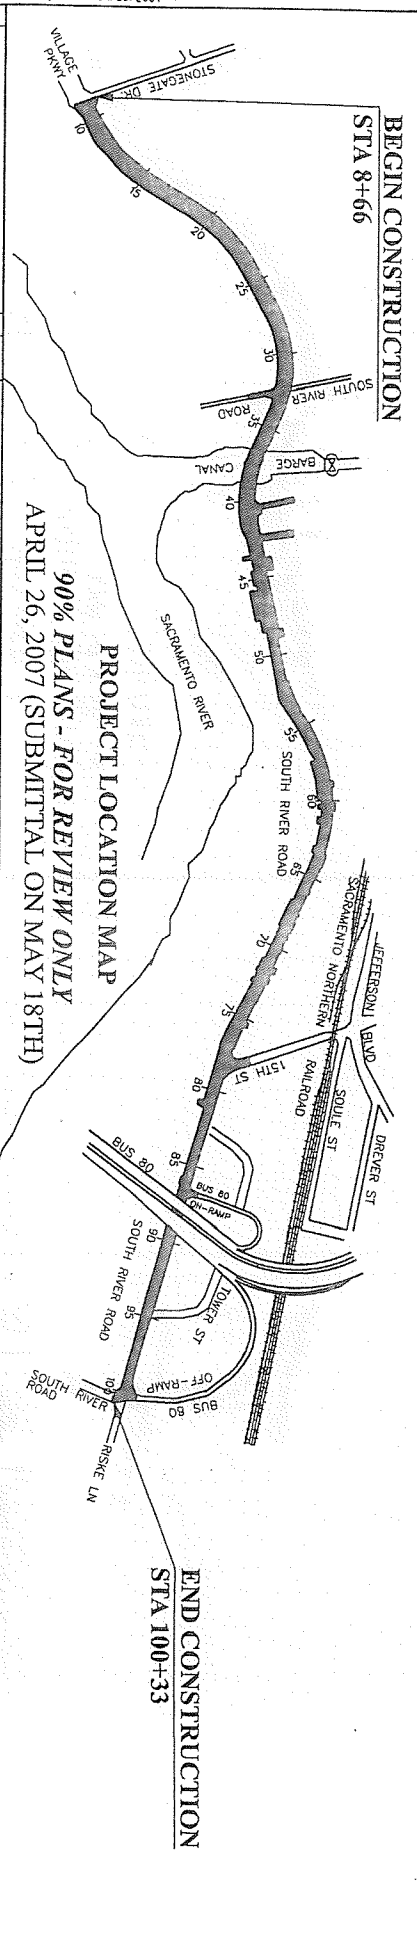 BEGIN CONSTRUCTION
STA 8+66
VILLAGE
PKWY
STONEGATE DR.
10
15
20
25
30
SOUTH RIVER
ROAD
35
BARGE
CANAL
40
45
50
SACRAMENTO RIVER
55
SOUTH RIVER ROAD
60
65
70
75
SACRAMENTO NORTHERN
RAILROAD
JEFFERSON BLVD
SOULE ST
DREVER ST
15TH ST
80
85
BUS 80
BUS 80
ON-RAMP
90
SOUTH RIVER ROAD
95
TOWER ST
BUS 80
OFF-RAMP
100
SOUTH RIVER
ROAD
RISKE LN
END CONSTRUCTION
STA 100+33
PROJECT LOCATION MAP
90% PLANS - FOR REVIEW ONLY
APRIL 26, 2007 (SUBMITTAL ON MAY 18TH)